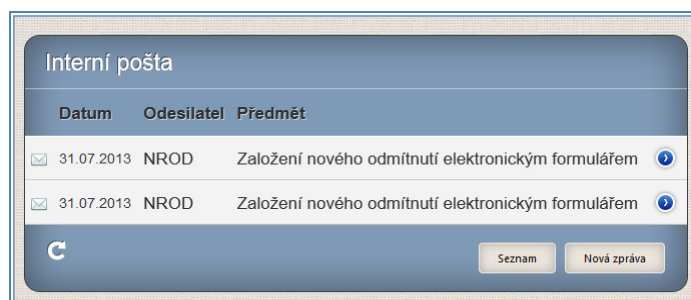 Interní pošta
Datum Odesilatel Předmět
31.07.2013 NROD Založení nového odmítnutí elektronickým formulářem
31.07.2013 NROD Založení nového odmítnutí elektronickým formulářem
Seznam Nová zpráva